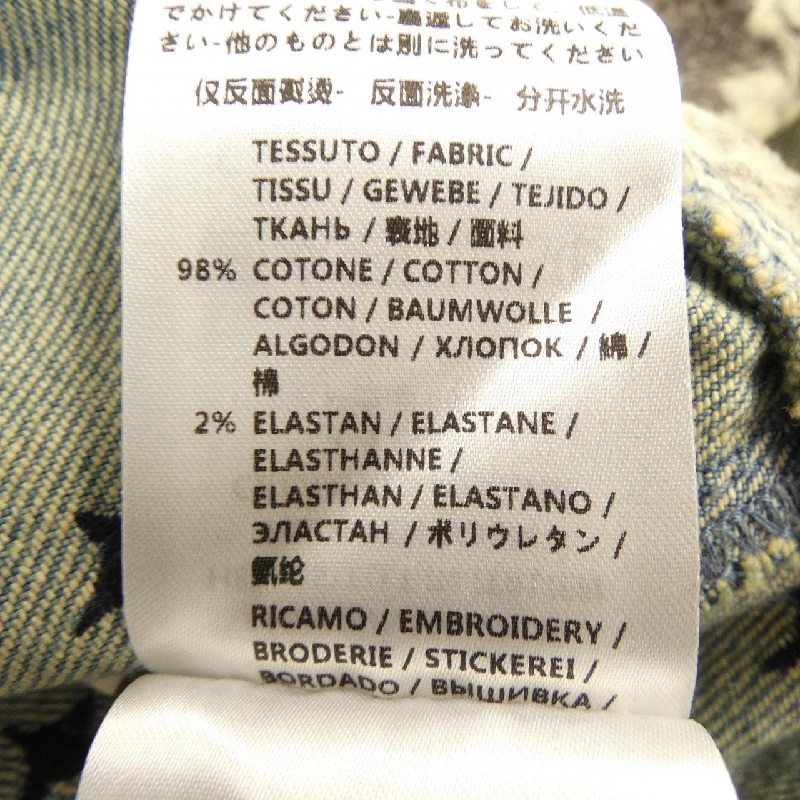 でかけてください-裏返してお洗いくだ
さい-他のものとは別に洗ってください
仅反面熨烫- 反面洗涤- 分开水洗
TESSUTO / FABRIC /
TISSU / GEWEBE / TEJIDO /
ТКАНЬ / 表地 / 面料
98% COTONE / COTTON /
COTON / BAUMWOLLE /
ALGODON / ХЛОПОК / 綿 /
棉
2% ELASTAN / ELASTANE /
ELASTHANNE /
ELASTHAN / ELASTANO /
ЭЛАСТАН / ポリウレタン /
氨纶
RICAMO / EMBROIDERY /
BRODERIE / STICKEREI /
BORDADO / ВЫШИВКА /